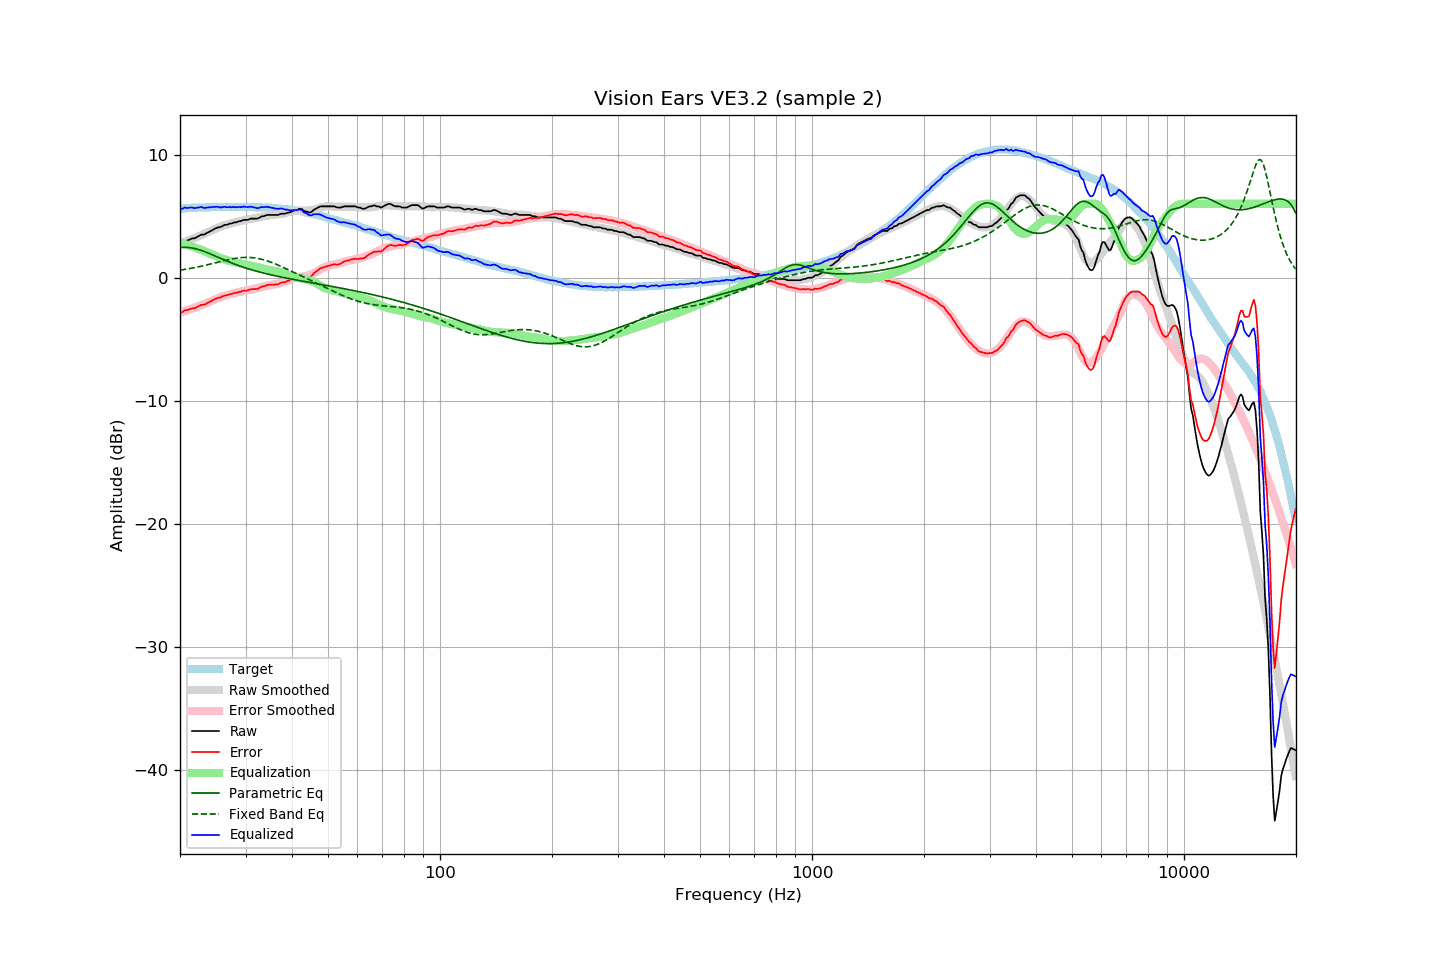 Vision Ears VE3.2 (sample 2)
10
0
−10
−20
−30
−40
Amplitude (dBr)
Target
Raw Smoothed
Error Smoothed
Raw
Error
Equalization
Parametric Eq
Fixed Band Eq
Equalized
100
1000
10000
Frequency (Hz)